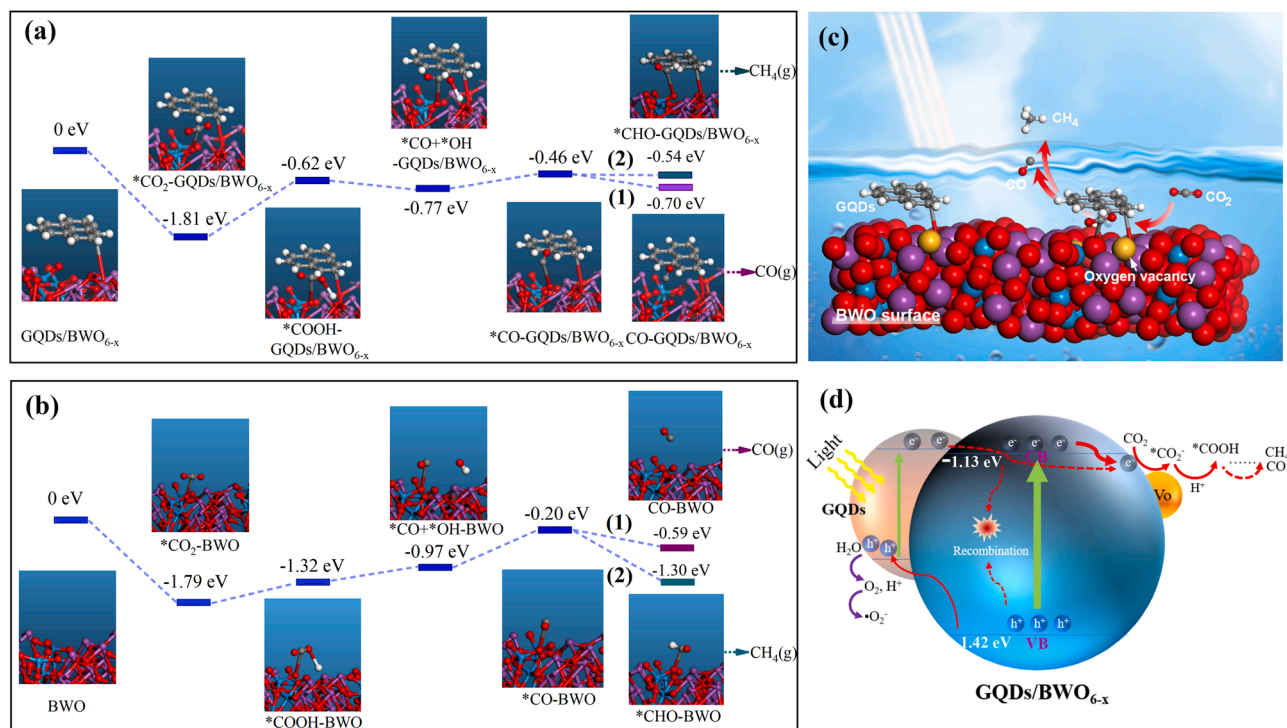 (a)
0 eV
GQDs/BWO6-x
*CO2-GQDs/BWO6-x
-1.81 eV
-0.62 eV
*COOH-
GQDs/BWO6-x
*CO+*OH
-GQDs/BWO6-x
-0.77 eV
-0.46 eV
*CO-GQDs/BWO6-x
CH4(g)
*CHO-GQDs/BWO6-x
(2)
-0.54 eV
(1)
-0.70 eV
CO(g)
CO-GQDs/BWO6-x
(b)
0 eV
BWO
*CO2-BWO
-1.79 eV
-1.32 eV
*COOH-BWO
*CO+*OH-BWO
-0.97 eV
-0.20 eV
*CO-BWO
CO(g)
CO-BWO
(1)
-0.59 eV
(2)
-1.30 eV
CH4(g)
*CHO-BWO
(c)
CH4
CO
CO2
GQDs
Oxygen vacancy
BWO surface
(d)
Light
GQDs
e- e-
e- e- e-
CB
-1.13 eV
e-
CO2
*CO2-
H+
*COOH
........
CH4
CO
Vo
Recombination
H2O
h+ h+
O2, H+
•O2-
h+ h+ h+
1.42 eV
VB
GQDs/BWO6-x